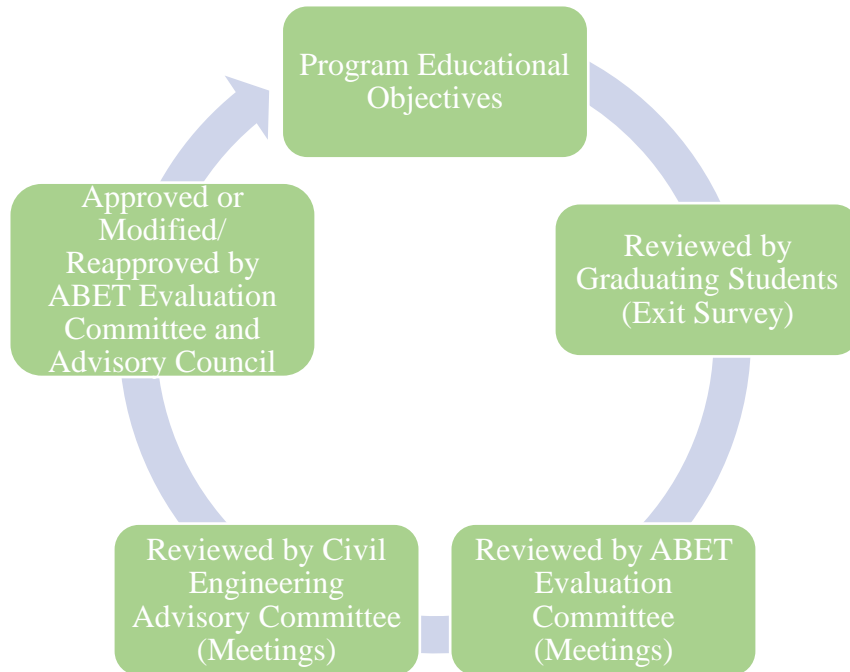 Program Educational
Objectives
Reviewed by
Graduating Students
(Exit Survey)
Reviewed by ABET
Evaluation
Committee
(Meetings)
Reviewed by Civil
Engineering
Advisory Committee
(Meetings)
Approved or
Modified/
Reapproved by
ABET Evaluation
Committee and
Advisory Council